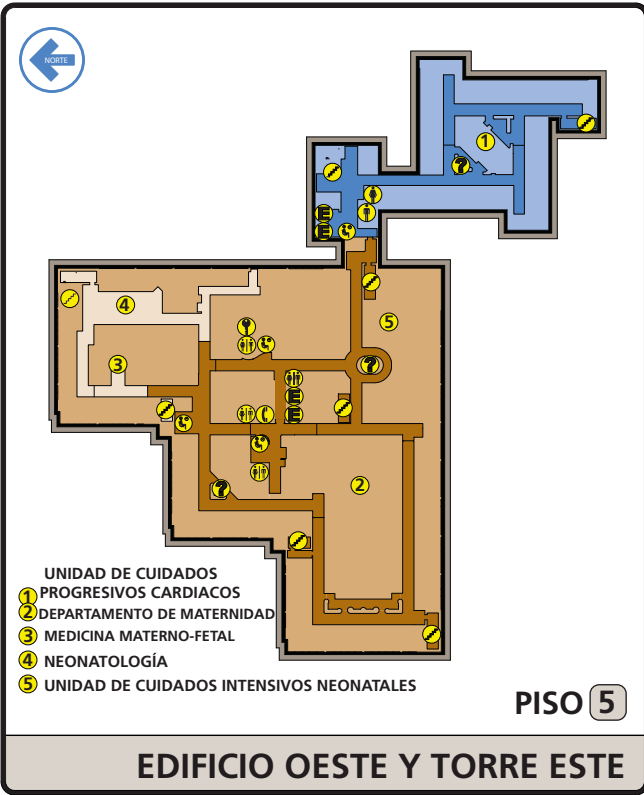 NORTE
1
?
E
E
4
5
3
?
E
E
2
?
UNIDAD DE CUIDADOS
1 PROGRESIVOS CARDIACOS
2 DEPARTAMENTO DE MATERNIDAD
3 MEDICINA MATERNO-FETAL
4 NEONATOLOGÍA
5 UNIDAD DE CUIDADOS INTENSIVOS NEONATALES
PISO 5
EDIFICIO OESTE Y TORRE ESTE